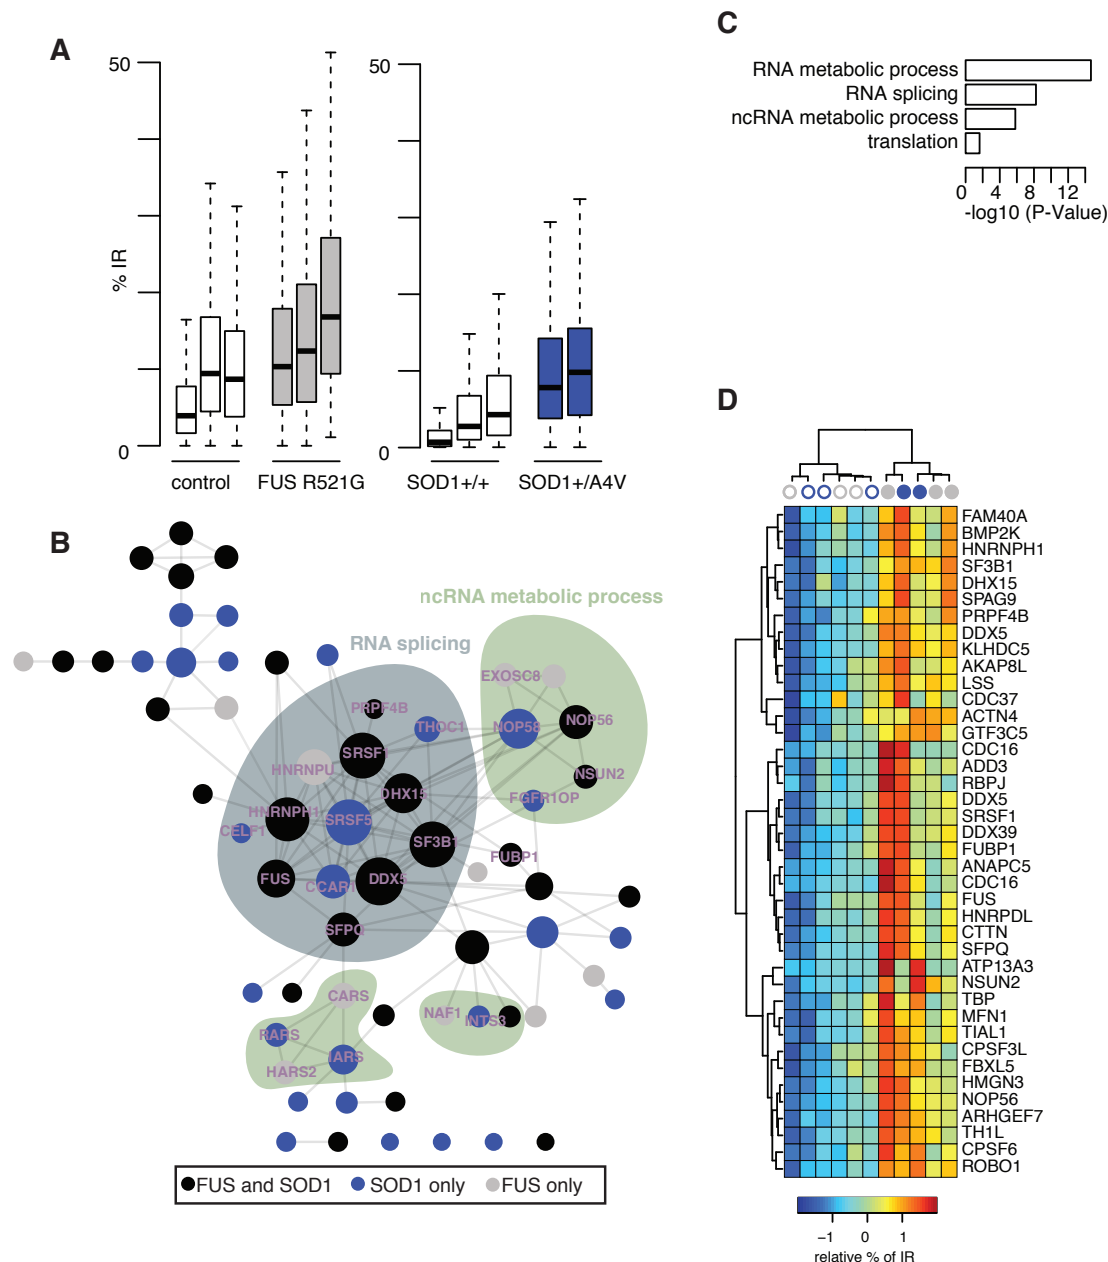 A
50
% IR
0
control
FUS R521G
50
0
SOD1+/+
SOD1+/A4V
C
RNA metabolic process
RNA splicing
ncRNA metabolic process
translation
0 4 8 12
-log10 (P-Value)
B
ncRNA metabolic process
RNA splicing
EXOSC8
PRPF4B
THOC1
NOP58
NOP56
SRSF1
HNRNPU
NSUN2
DHX15
FGFR1OP
HNRNPH1
SRSF5
CELF1
SF3B1
FUBP1
FUS
CCAR1
DDX5
SFPQ
CARS
NAF1
INTS3
RARS
IARS
HARS2
FUS and SOD1
SOD1 only
FUS only
D
FAM40A
BMP2K
HNRNPH1
SF3B1
DHX15
SPAG9
PRPF4B
DDX5
KLHDC5
AKAP8L
LSS
CDC37
ACTN4
GTF3C5
CDC16
ADD3
RBPJ
DDX5
SRSF1
DDX39
FUBP1
ANAPC5
CDC16
FUS
HNRPDL
CTTN
SFPQ
ATP13A3
NSUN2
TBP
MFN1
TIAL1
CPSF3L
FBXL5
HMGN3
NOP56
ARHGEF7
TH1L
CPSF6
ROBO1
−1 0 1
relative % of IR